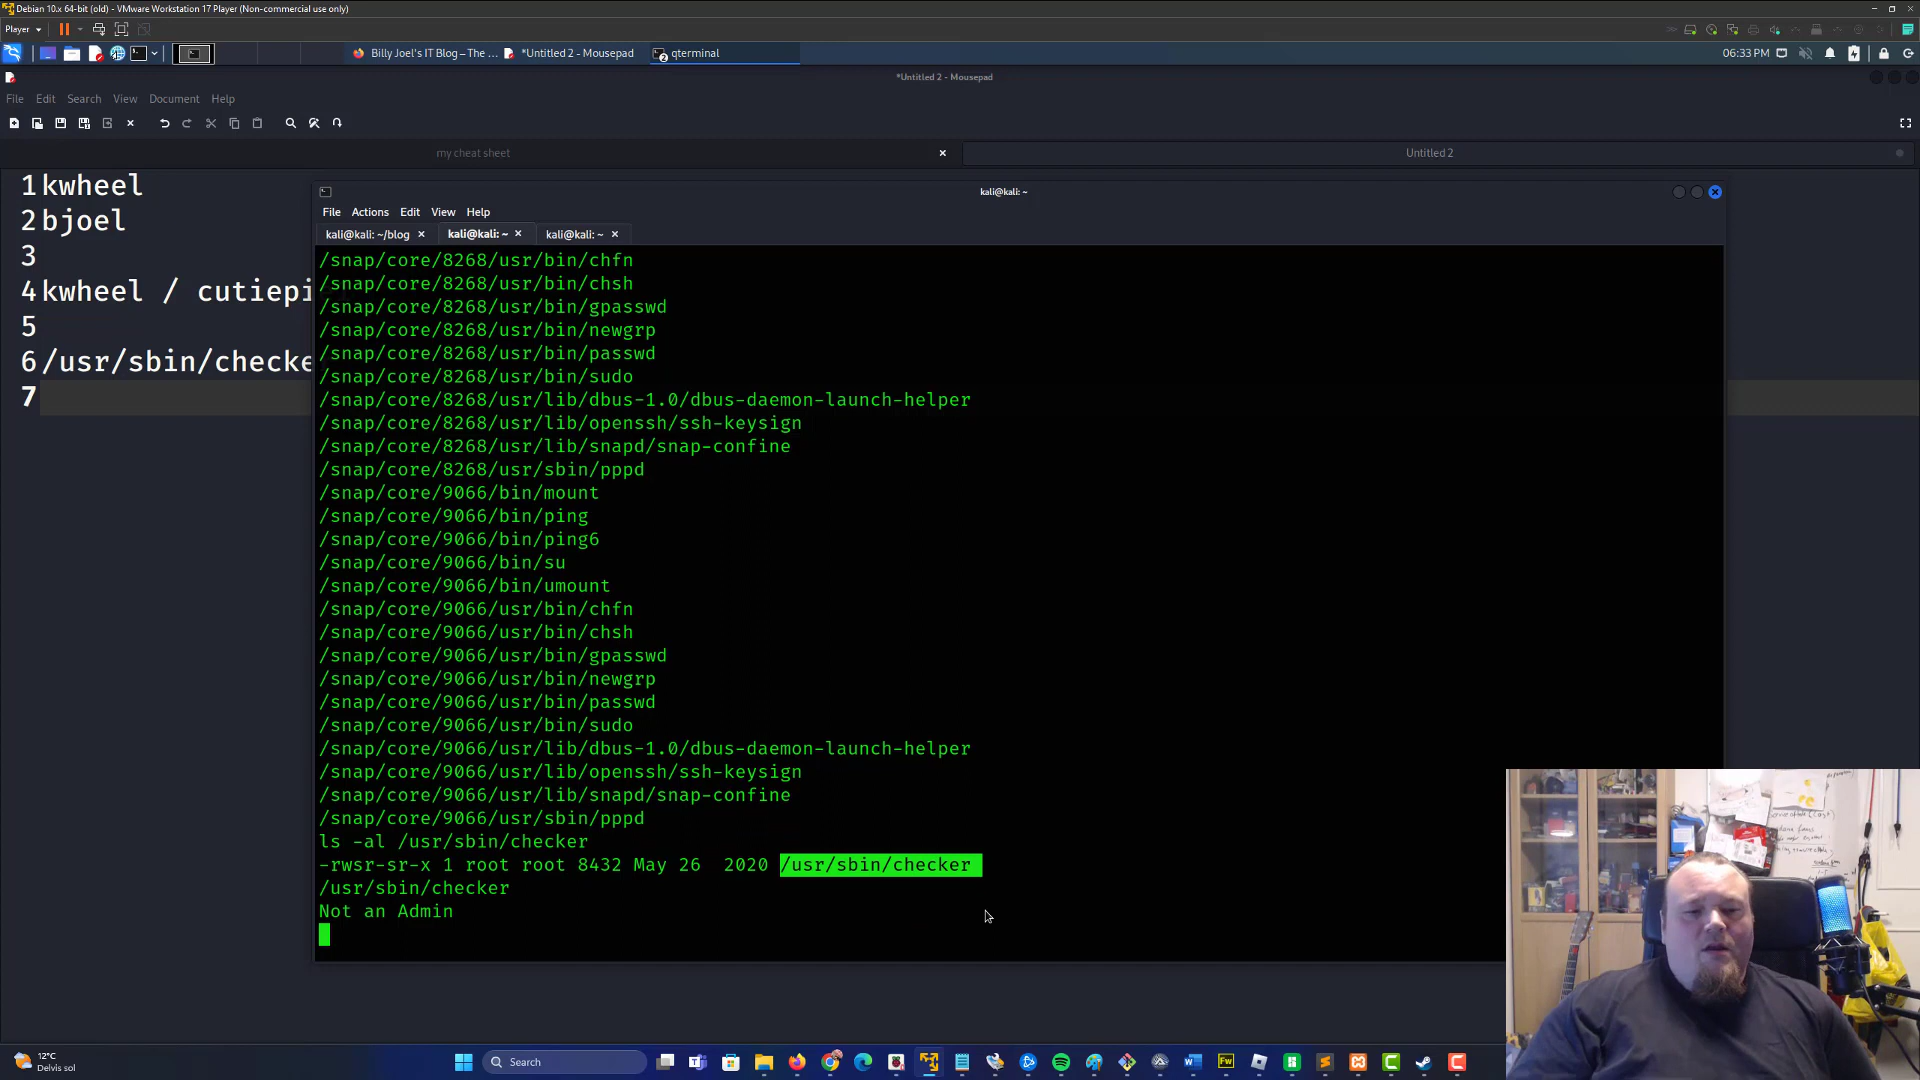 Debian 10.x 64-bit (old) - VMware Workstation 17 Player (Non-commercial use only)
Player
Billy Joel's IT Blog – The ...
*Untitled 2 - Mousepad
qterminal
06:33 PM
*Untitled 2 - Mousepad
File Edit Search View Document Help
my cheat sheet
Untitled 2
1 kwheel
2 bjoel
3
4 kwheel / cutiepi
5
6 /usr/sbin/checke
7
kali@kali: ~
File Actions Edit View Help
kali@kali: ~/blog
kali@kali: ~
kali@kali: ~
/snap/core/8268/usr/bin/chfn
/snap/core/8268/usr/bin/chsh
/snap/core/8268/usr/bin/gpasswd
/snap/core/8268/usr/bin/newgrp
/snap/core/8268/usr/bin/passwd
/snap/core/8268/usr/bin/sudo
/snap/core/8268/usr/lib/dbus-1.0/dbus-daemon-launch-helper
/snap/core/8268/usr/lib/openssh/ssh-keysign
/snap/core/8268/usr/lib/snapd/snap-confine
/snap/core/8268/usr/sbin/pppd
/snap/core/9066/bin/mount
/snap/core/9066/bin/ping
/snap/core/9066/bin/ping6
/snap/core/9066/bin/su
/snap/core/9066/bin/umount
/snap/core/9066/usr/bin/chfn
/snap/core/9066/usr/bin/chsh
/snap/core/9066/usr/bin/gpasswd
/snap/core/9066/usr/bin/newgrp
/snap/core/9066/usr/bin/passwd
/snap/core/9066/usr/bin/sudo
/snap/core/9066/usr/lib/dbus-1.0/dbus-daemon-launch-helper
/snap/core/9066/usr/lib/openssh/ssh-keysign
/snap/core/9066/usr/lib/snapd/snap-confine
/snap/core/9066/usr/sbin/pppd
ls -al /usr/sbin/checker
-rwsr-sr-x 1 root root 8432 May 26  2020 /usr/sbin/checker
/usr/sbin/checker
Not an Admin
12°C
Delvis sol
Search